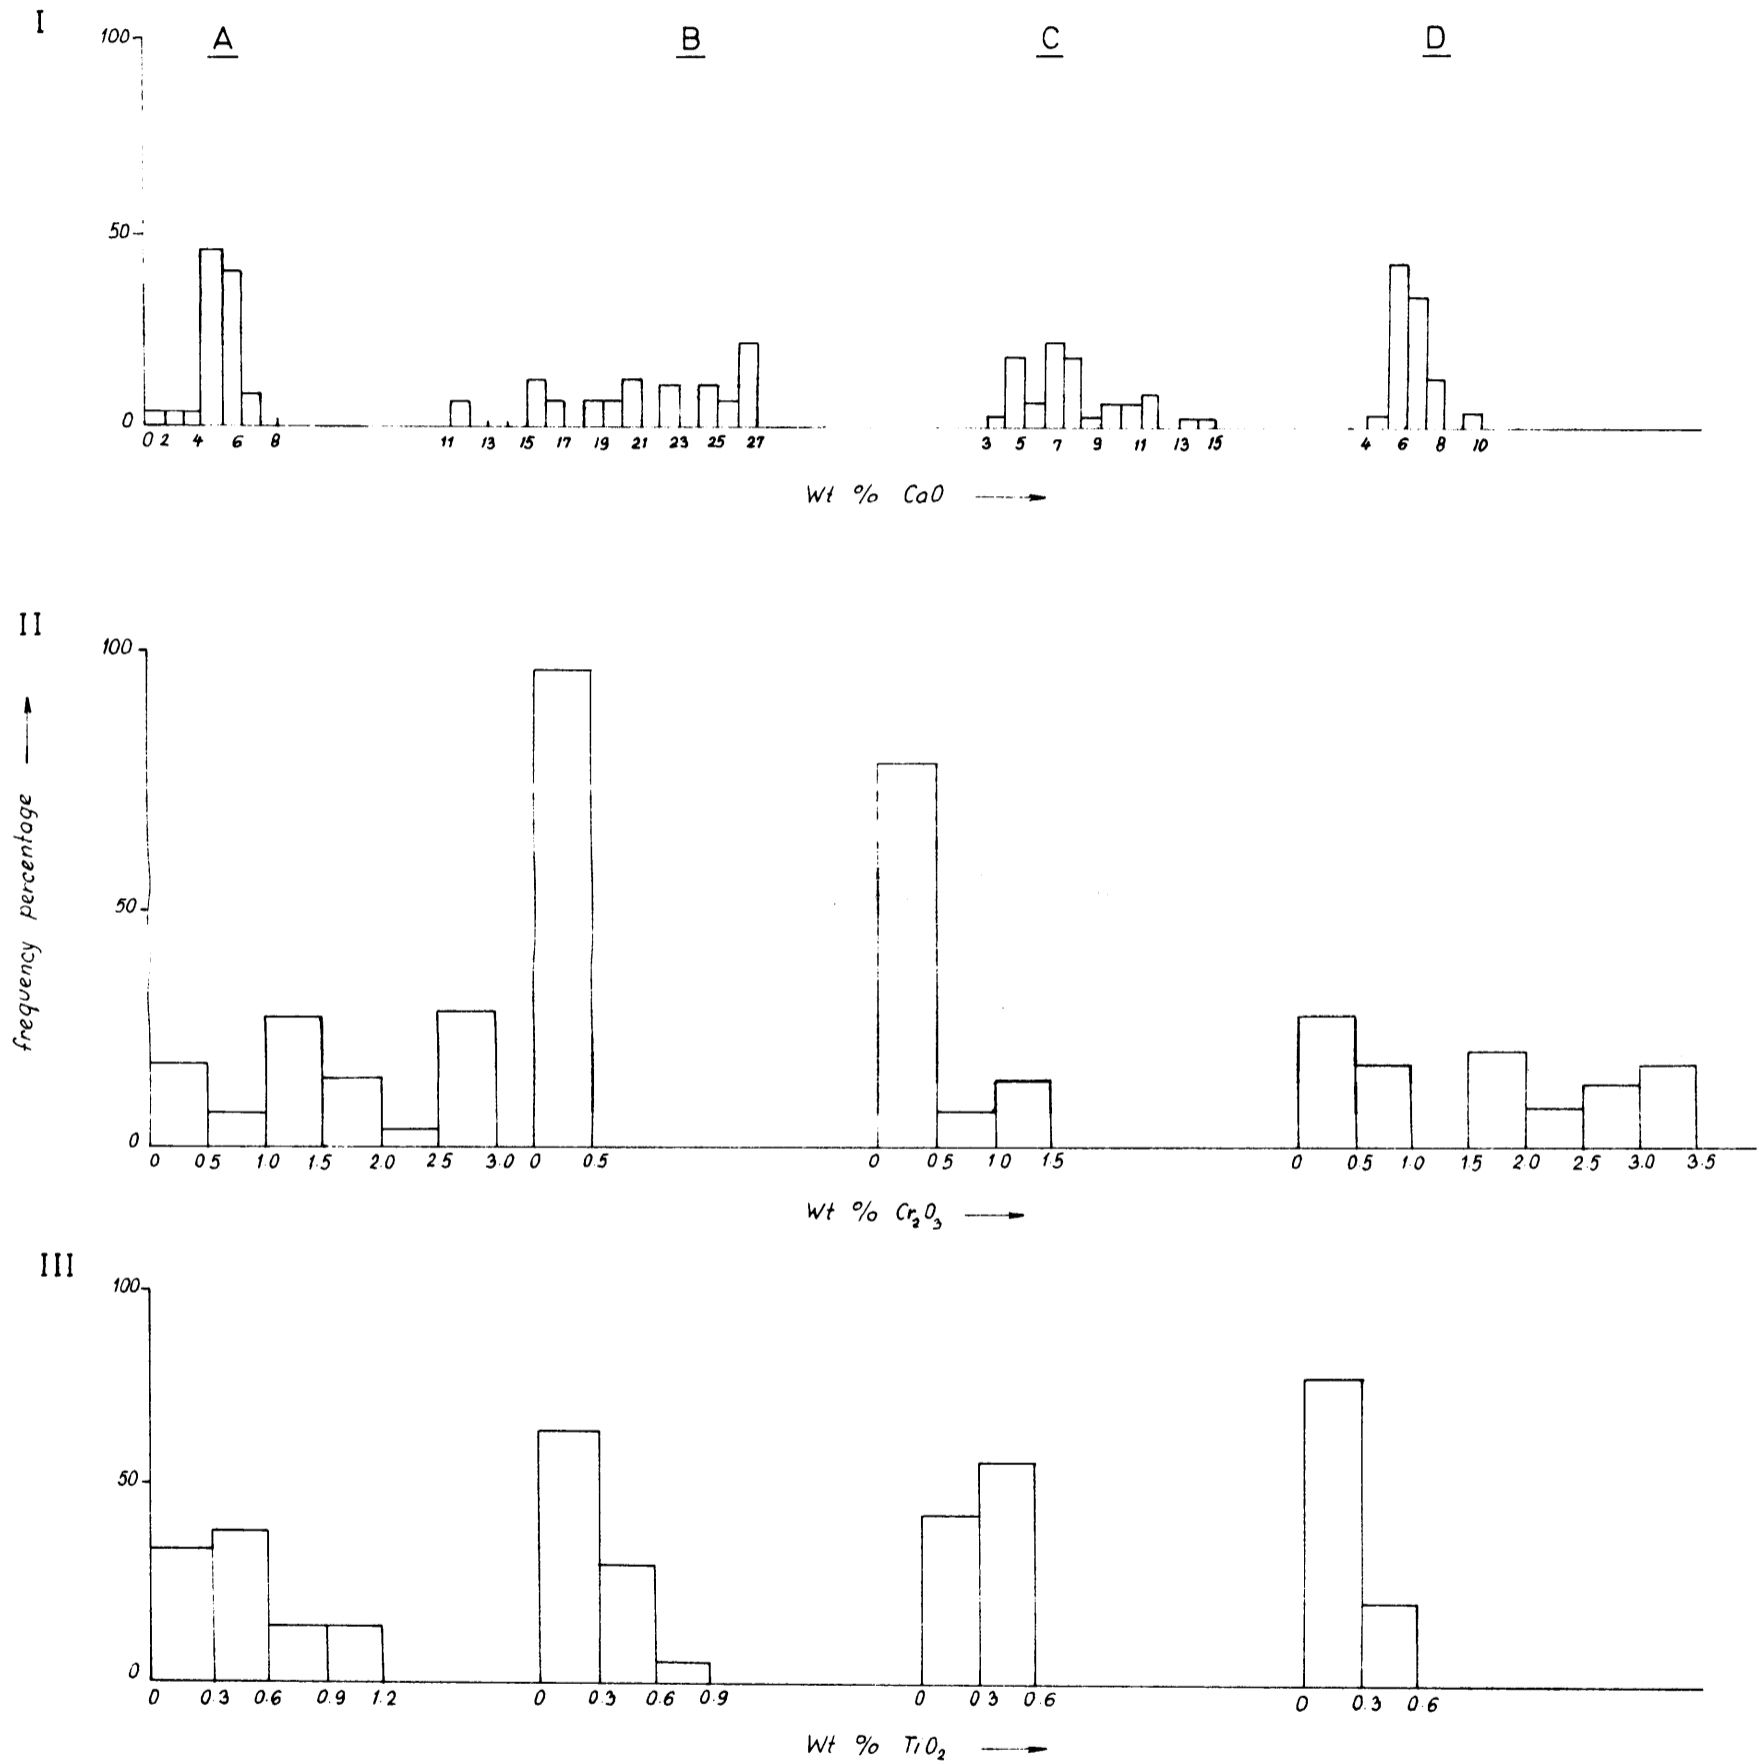 I
A B C D
100
50
0
0 2 4 6 8 11 13 15 17 19 21 23 25 27 3 5 7 9 11 13 15 4 6 8 10
Wt % CaO
II
frequency percentage
100
50
0
0 0.5 1.0 1.5 2.0 2.5 3.0 0 0.5 0 0.5 1.0 1.5 0 0.5 1.0 1.5 2.0 2.5 3.0 3.5
Wt % Cr₂O₃
III
100
50
0
0 0.3 0.6 0.9 1.2 0 0.3 0.6 0.9 0 0.3 0.6 0 0.3 0.6
Wt % TiO₂